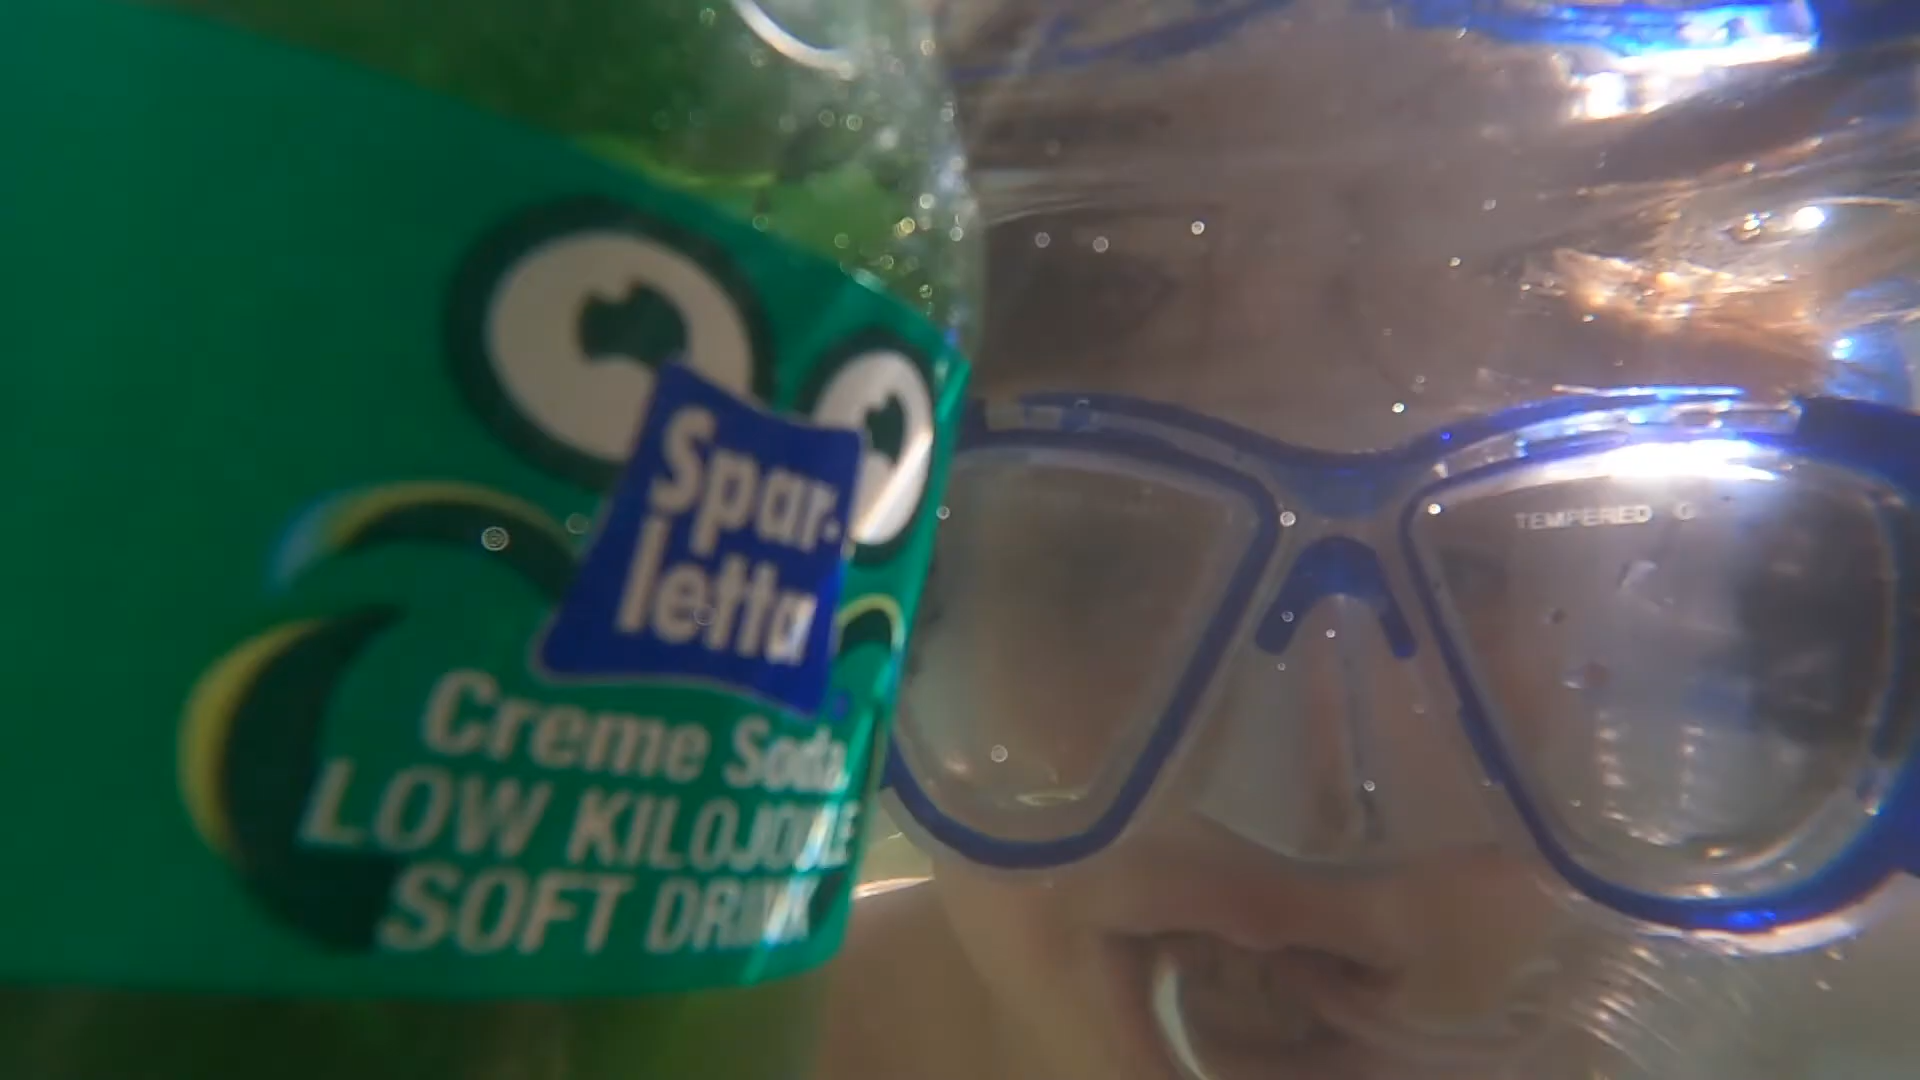 Spar-
letta
Creme Soda
LOW KILOJOULE
SOFT DRINK
TEMPERED